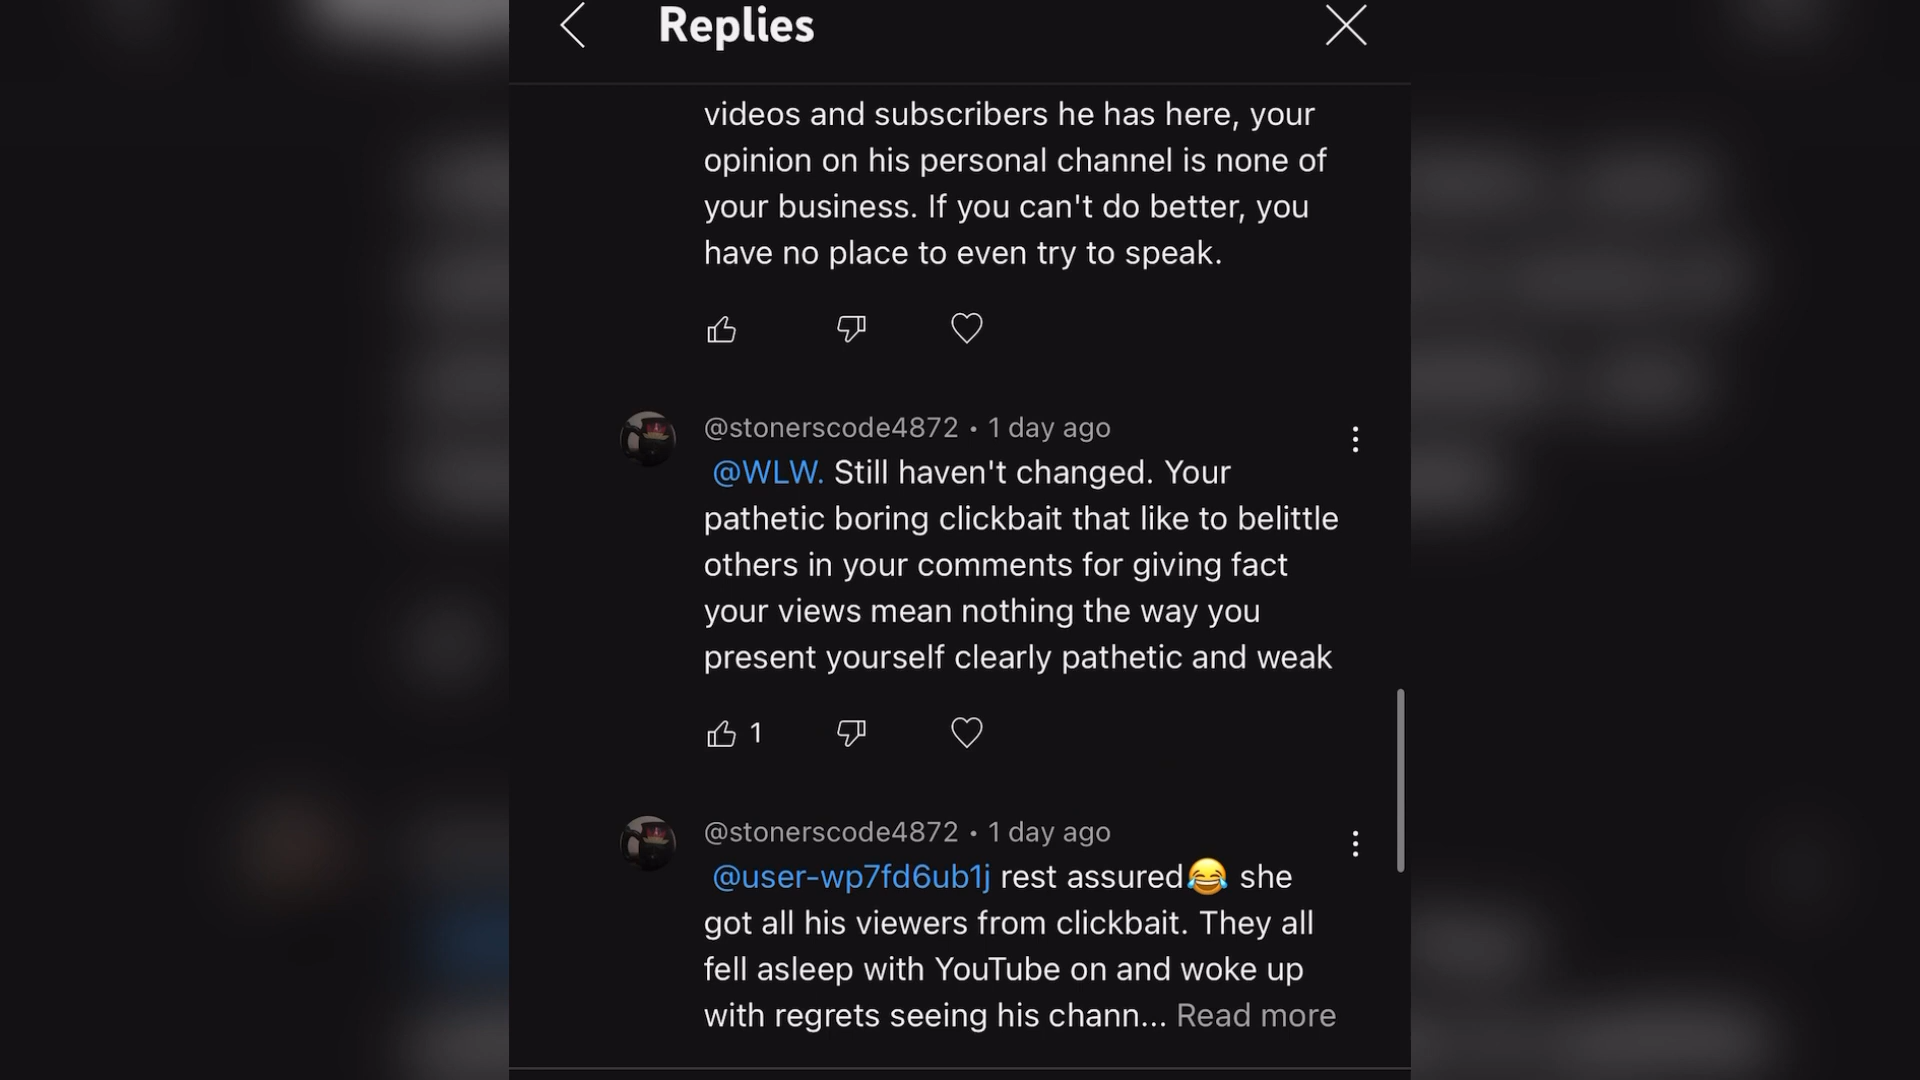 Replies
videos and subscribers he has here, your
opinion on his personal channel is none of
your business. If you can't do better, you
have no place to even try to speak.
@stonerscode4872 • 1 day ago
@WLW. Still haven't changed. Your
pathetic boring clickbait that like to belittle
others in your comments for giving fact
your views mean nothing the way you
present yourself clearly pathetic and weak
1
@stonerscode4872 • 1 day ago
@user-wp7fd6ub1j rest assured😂 she
got all his viewers from clickbait. They all
fell asleep with YouTube on and woke up
with regrets seeing his chann... Read more